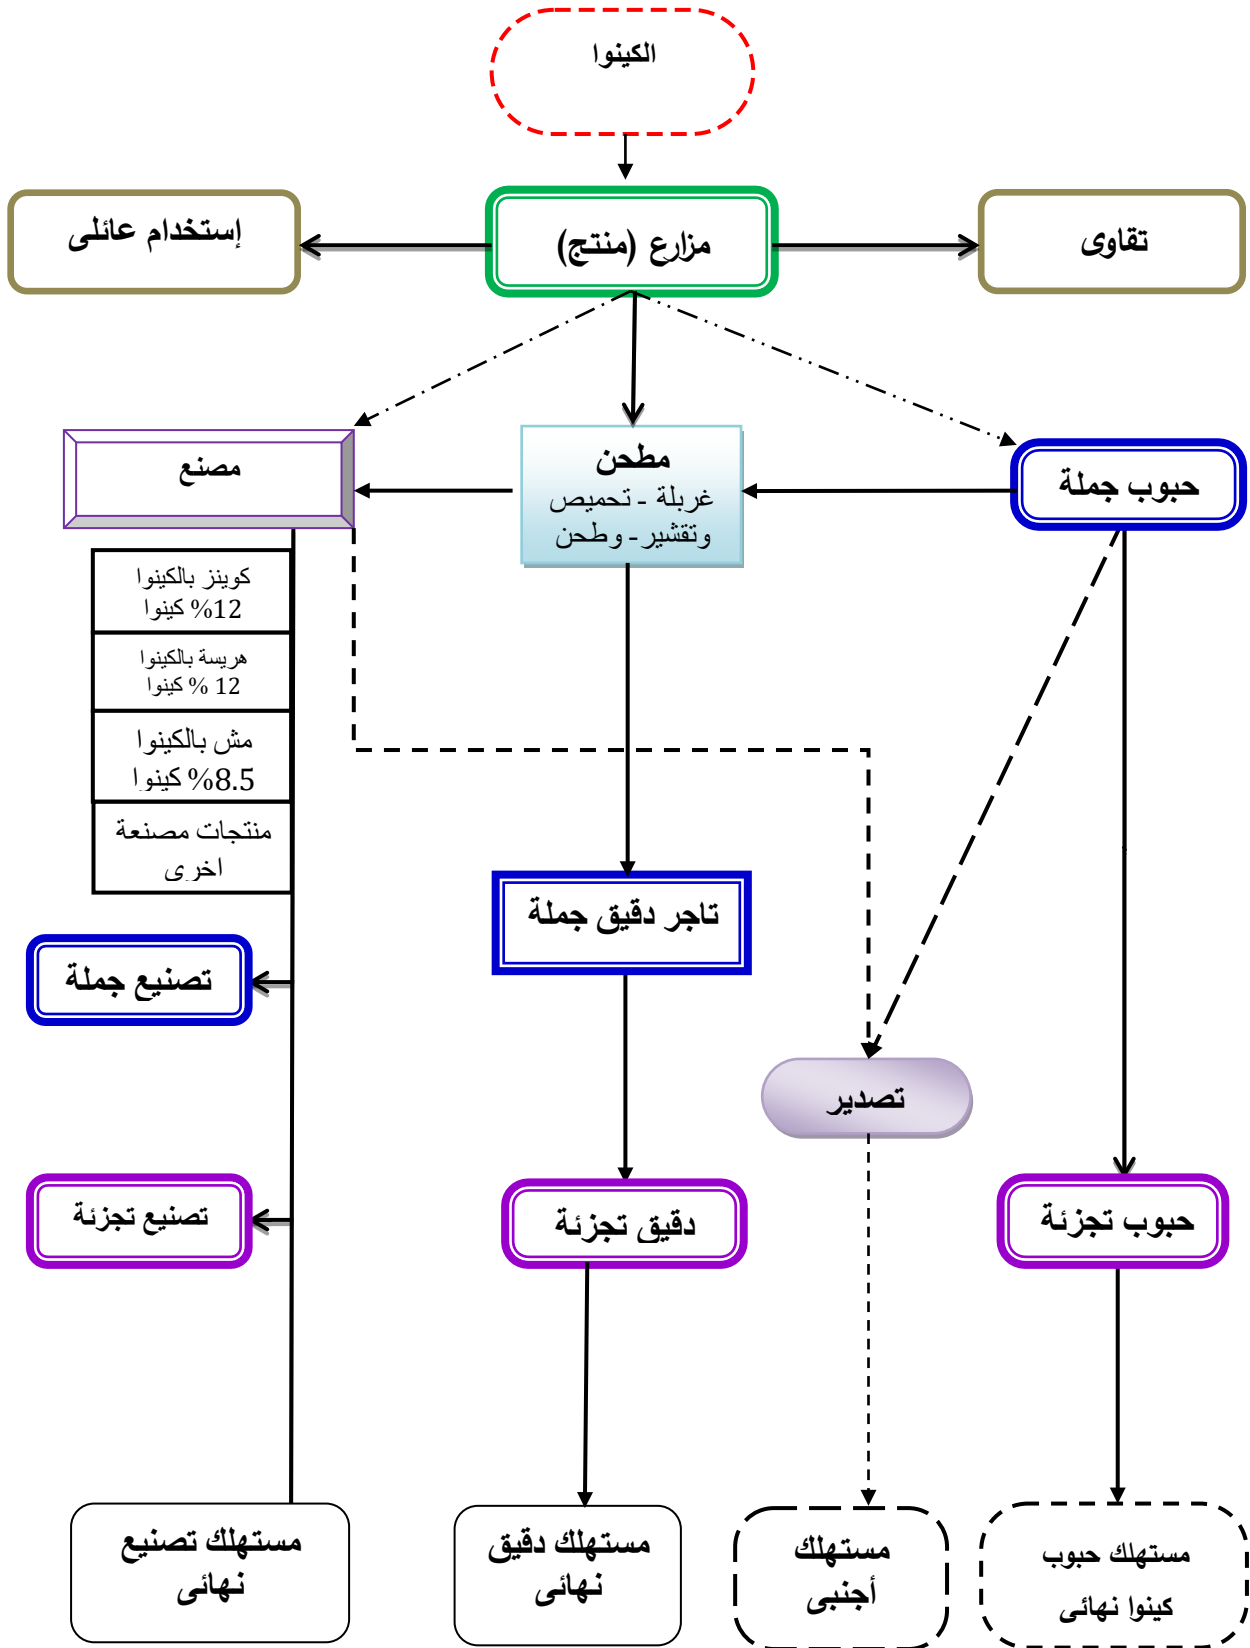 الكينوا
تقاوى
مزارع (منتج)
إستخدام عائلى
حبوب جملة
مطحن
غربلة - تحميص
وتقشير - وطحن
مصنع
كوينز بالكينوا
12% كينوا
هريسة بالكينوا
12 % كينوا
مش بالكينوا
8.5% كينوا
منتجات مصنعة
اخرى
تاجر دقيق جملة
تصنيع جملة
تصدير
حبوب تجزئة
دقيق تجزئة
تصنيع تجزئة
مستهلك حبوب
كينوا نهائى
مستهلك
أجنبى
مستهلك دقيق
نهائى
مستهلك تصنيع
نهائى